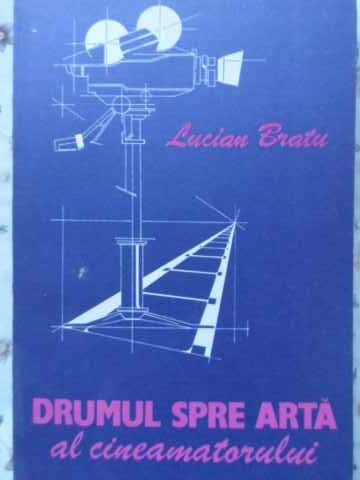 Lucian Bratu
DRUMUL SPRE ARTĂ
al cineamatorului